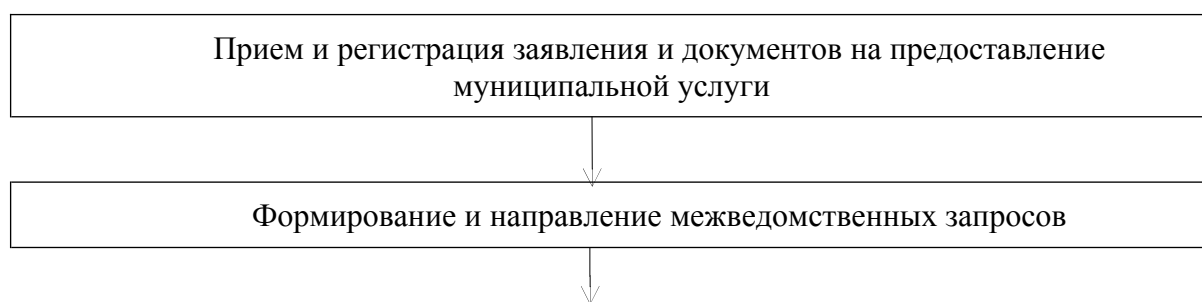 Прием и регистрация заявления и документов на предоставление
муниципальной услуги
Формирование и направление межведомственных запросов